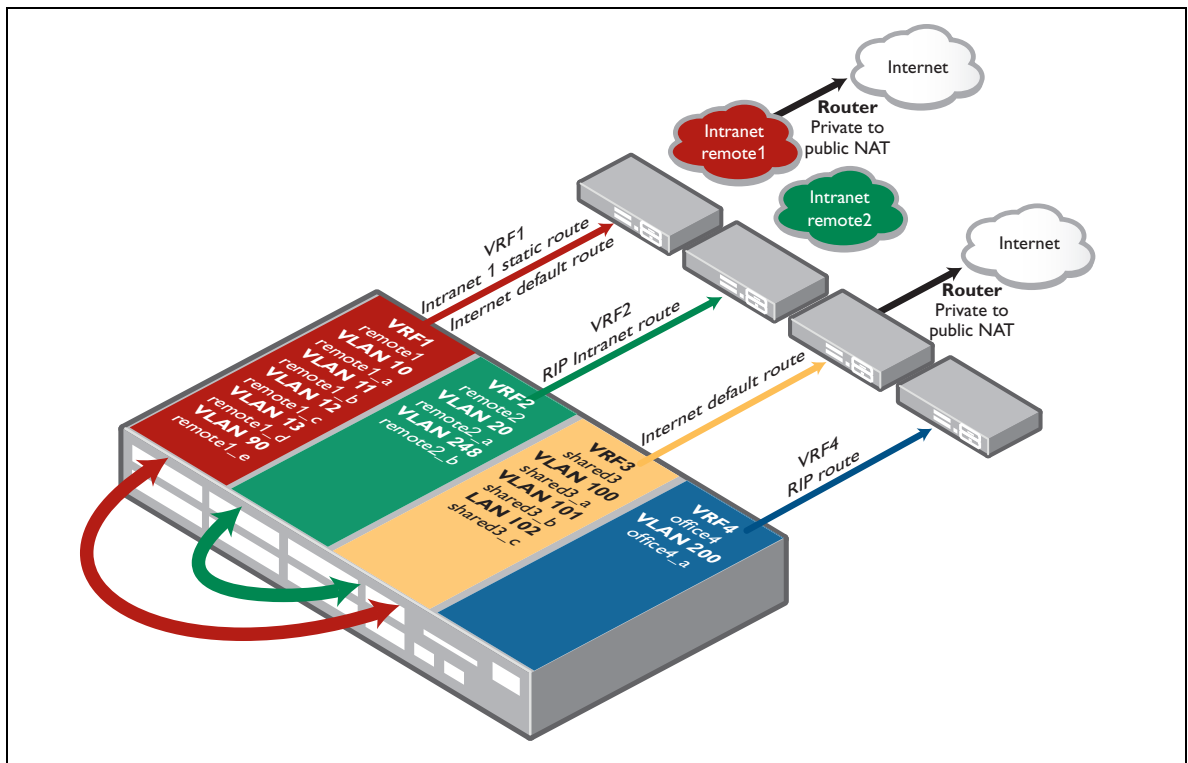 Internet
Router
Private to
public NAT
Intranet
remote1
Intranet
remote2
Internet
Router
Private to
public NAT
VRF1
Intranet 1 static route
Internet default route
VRF2
RIP Intranet route
Internet default route
VRF4
RIP route
VRF1
remote1
VLAN 10
remote1_a
VLAN 11
remote1_b
VLAN 12
remote1_c
VLAN 13
remote1_d
VLAN 90
remote1_e
VRF2
remote2
VLAN 20
remote2_a
VLAN 248
remote2_b
VRF3
shared3
VLAN 100
shared3_a
VLAN 101
shared3_b
LAN 102
shared3_c
VRF4
office4
VLAN 200
office4_a